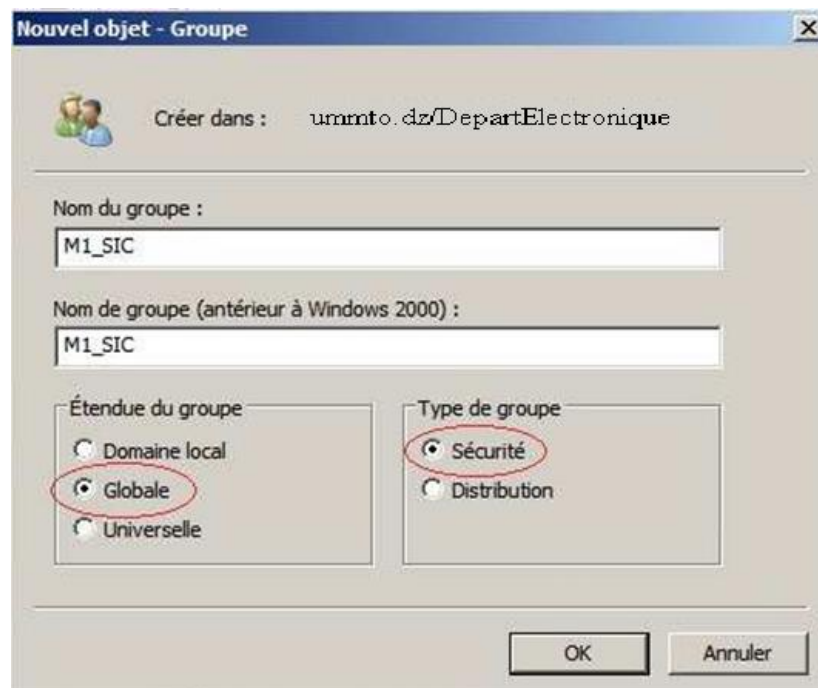 Nouvel objet - Groupe
Créer dans : ummto.dz/DepartElectronique
Nom du groupe :
M1_SIC
Nom de groupe (antérieur à Windows 2000) :
M1_SIC
Étendue du groupe
Domaine local
Globale
Universelle
Type de groupe
Sécurité
Distribution
OK
Annuler